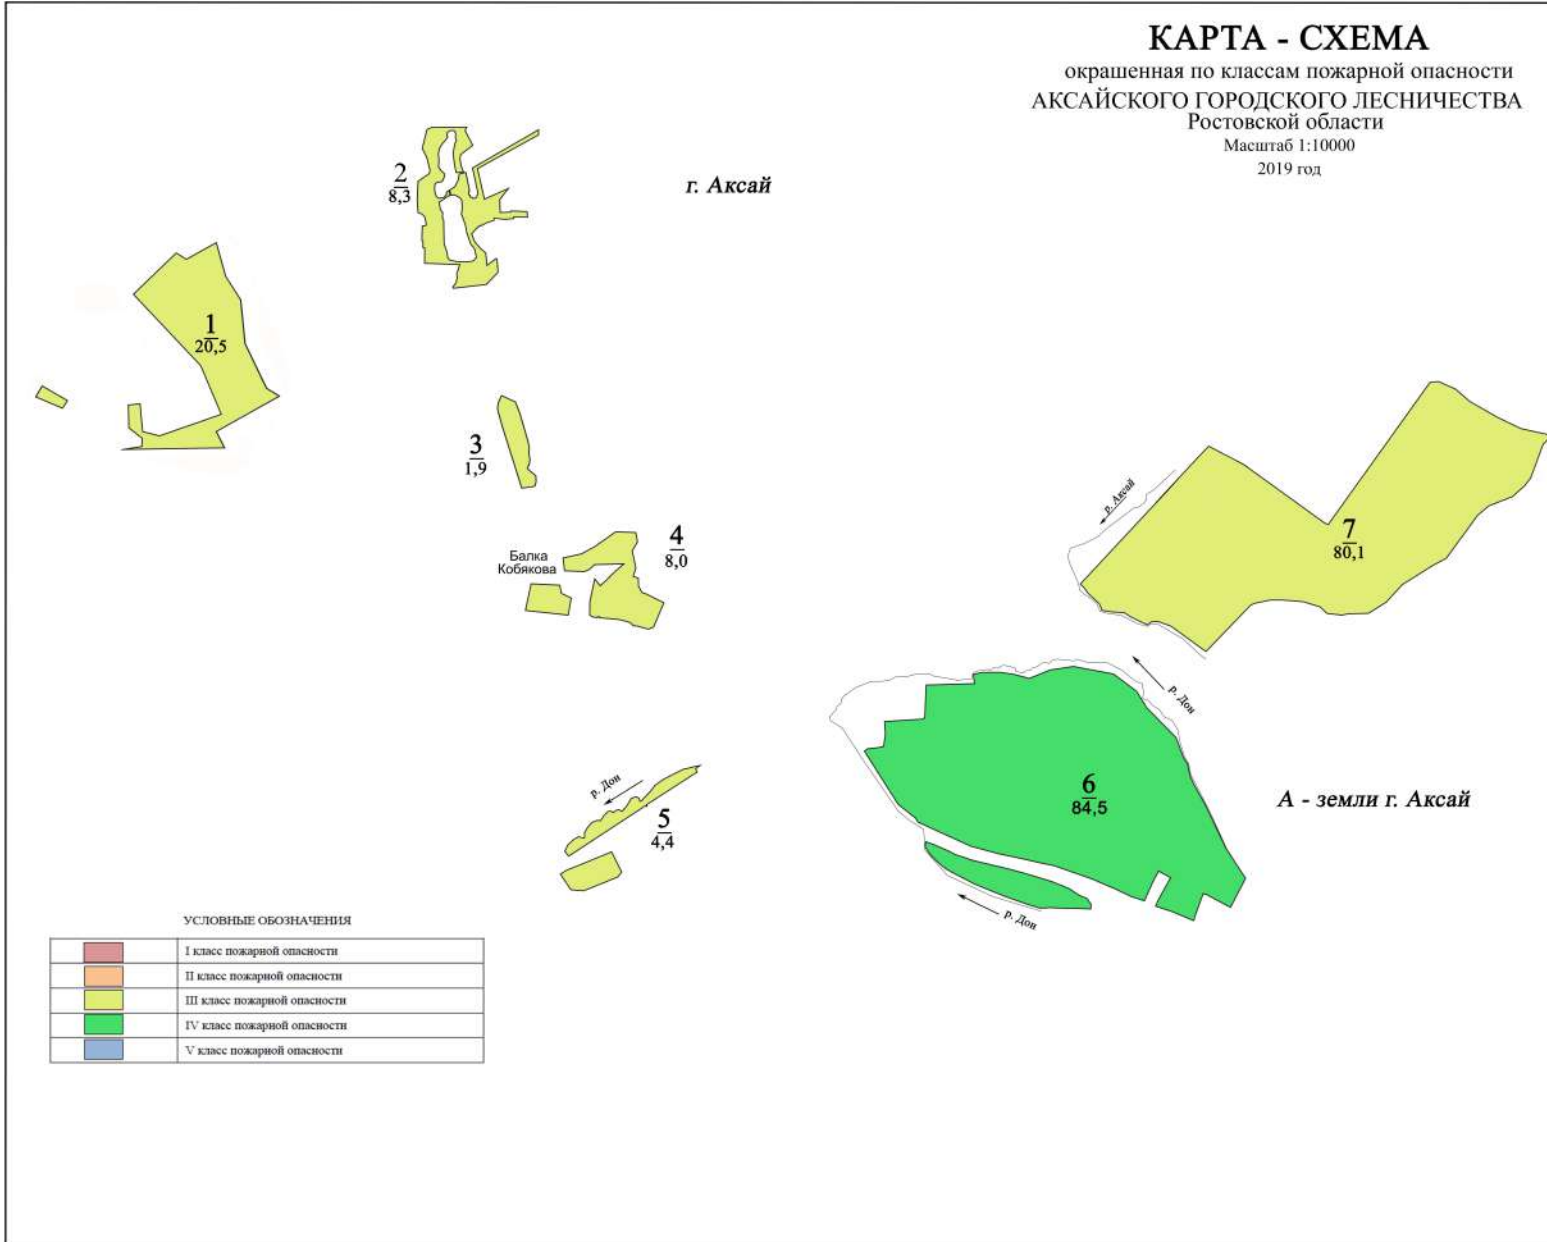 КАРТА - СХЕМА
окрашенная по классам пожарной опасности
АКСАЙСКОГО ГОРОДСКОГО ЛЕСНИЧЕСТВА
Ростовской области
Масштаб 1:10000
2019 год
2
8,3
г. Аксай
1
20,5
3
1,9
р. Аксай
7
80,1
4
8,0
Балка
Кобякова
р. Дон
р. Дон
5
4,4
6
84,5
А - земли г. Аксай
р. Дон
УСЛОВНЫЕ ОБОЗНАЧЕНИЯ
I класс пожарной опасности
II класс пожарной опасности
III класс пожарной опасности
IV класс пожарной опасности
V класс пожарной опасности